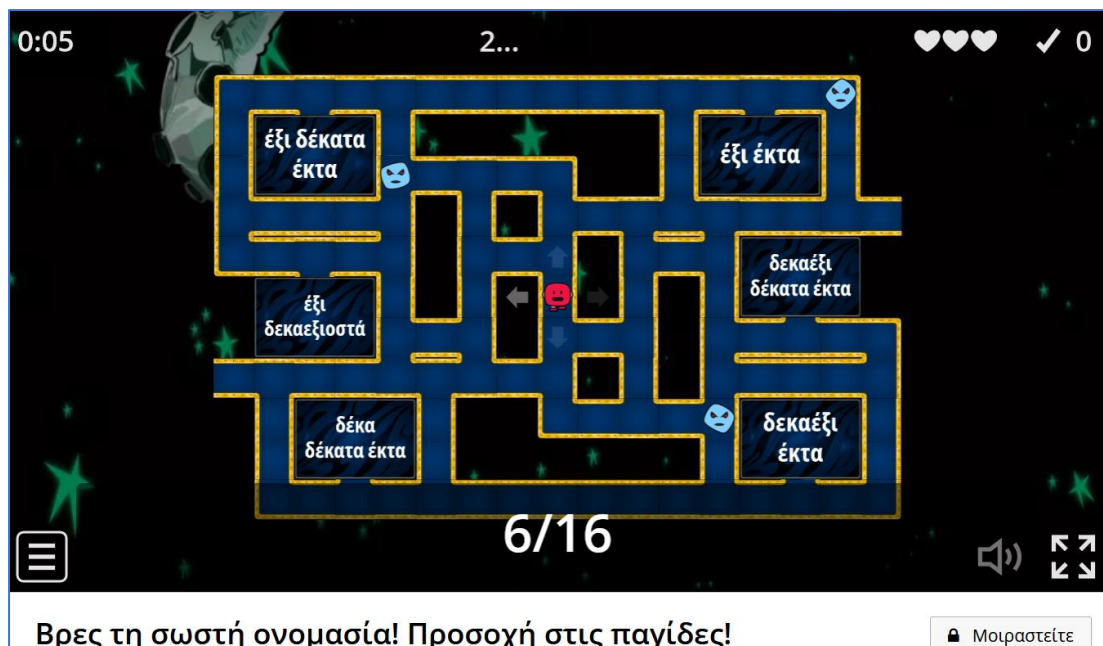 0:05
2...
0
έξι δέκατα
έκτα
έξι έκτα
δεκαέξι
δέκατα έκτα
έξι
δεκαεξιοστά
δέκα
δέκατα έκτα
δεκαέξι
έκτα
6/16
Βρες τη σωστή ονομασία! Προσοχή στις παγίδες!
Μοιραστείτε